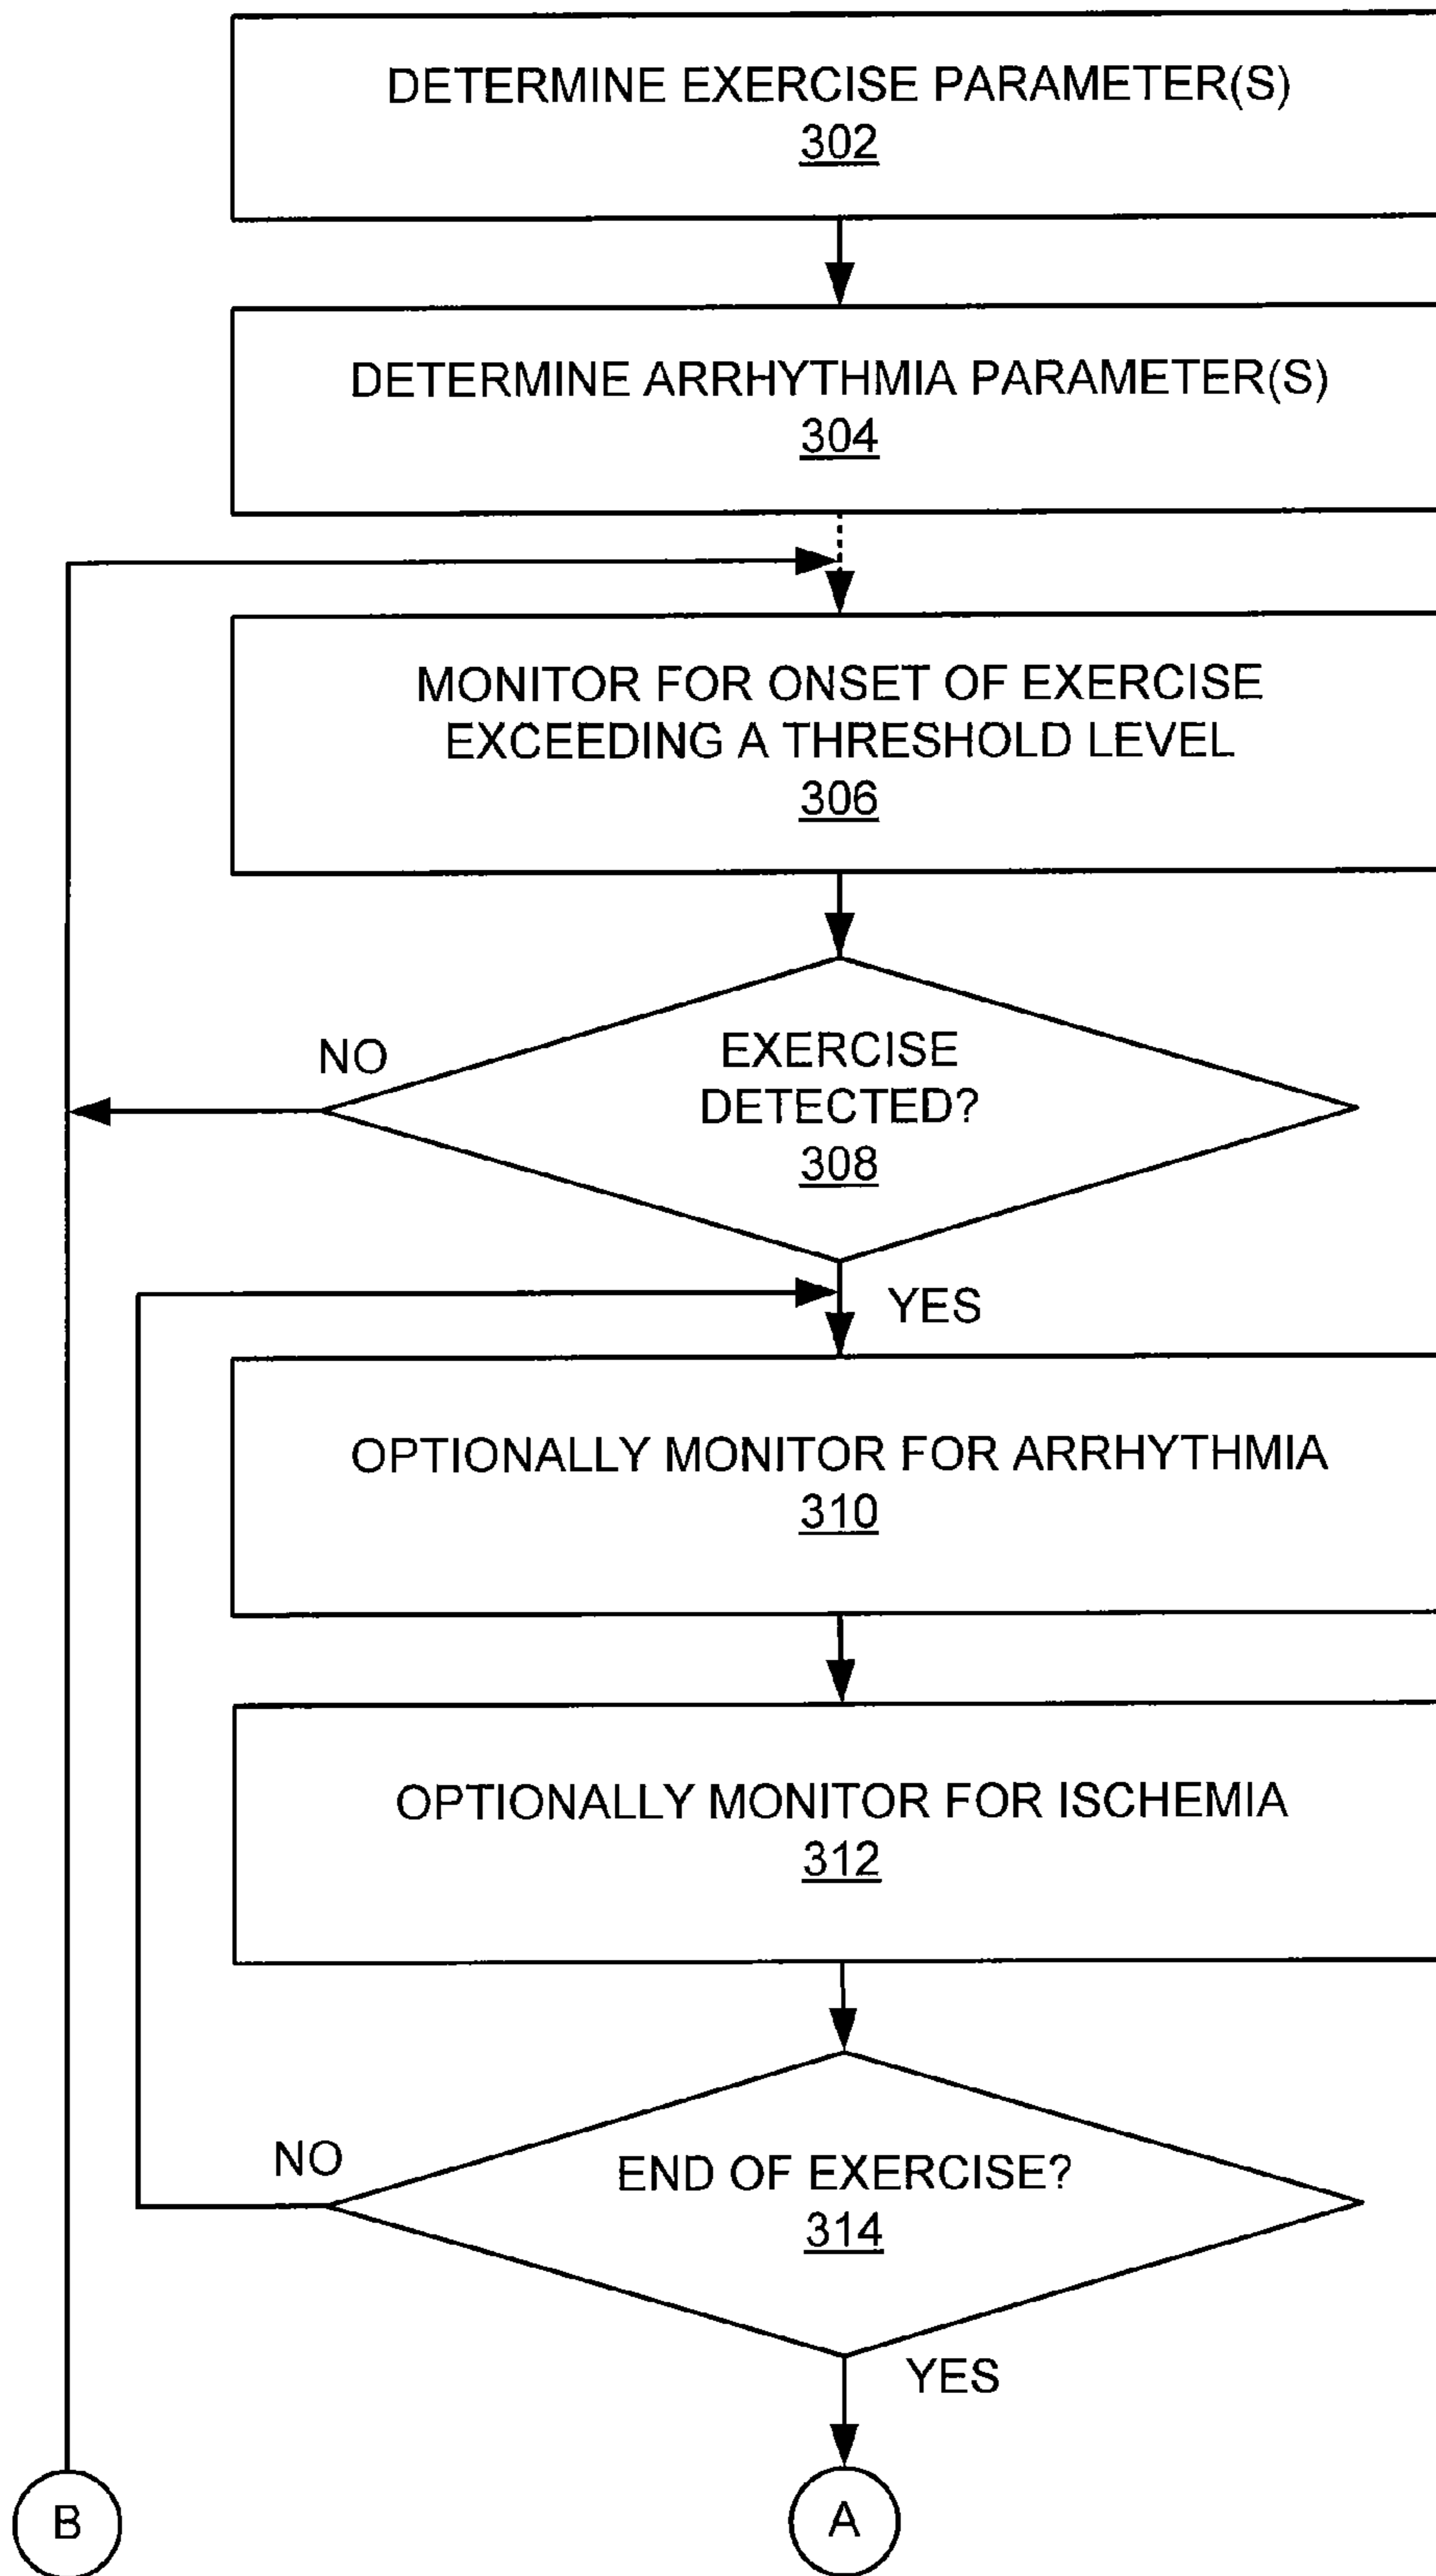 DETERMINE EXERCISE PARAMETER(S)
302
DETERMINE ARRHYTHMIA PARAMETER(S)
304
MONITOR FOR ONSET OF EXERCISE
EXCEEDING A THRESHOLD LEVEL
306
NO
EXERCISE
DETECTED?
308
YES
OPTIONALLY MONITOR FOR ARRHYTHMIA
310
OPTIONALLY MONITOR FOR ISCHEMIA
312
NO
END OF EXERCISE?
314
YES
B
A